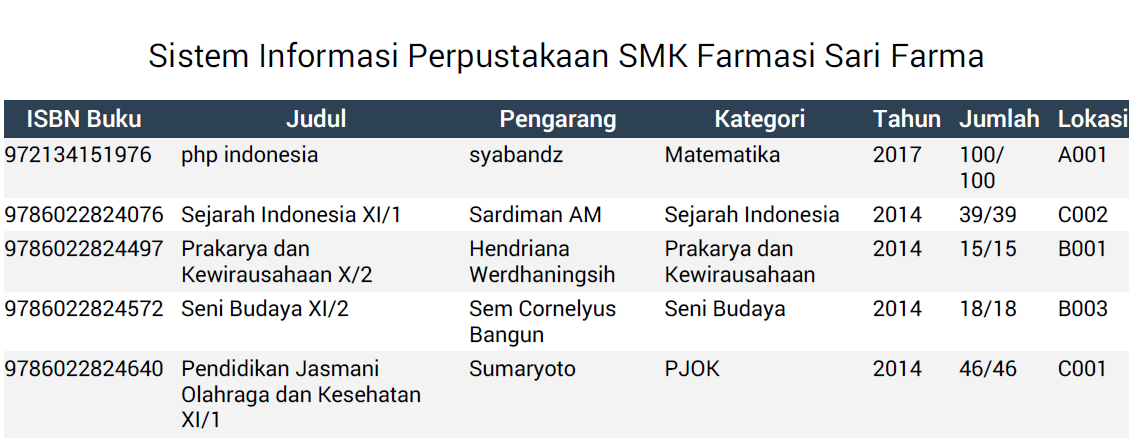 Sistem Informasi Perpustakaan SMK Farmasi Sari Farma
ISBN Buku Judul Pengarang Kategori Tahun Jumlah Lokasi
972134151976 php indonesia syabandz Matematika 2017 100/ A001
100
9786022824076 Sejarah Indonesia XI/1 Sardiman AM Sejarah Indonesia 2014 39/39 C002
9786022824497 Prakarya dan Hendriana Prakarya dan 2014 15/15 B001
Kewirausahaan X/2 Werdhaningsih Kewirausahaan
9786022824572 Seni Budaya XI/2 Sem Cornelyus Seni Budaya 2014 18/18 B003
Bangun
9786022824640 Pendidikan Jasmani Sumaryoto PJOK 2014 46/46 C001
Olahraga dan Kesehatan
XI/1